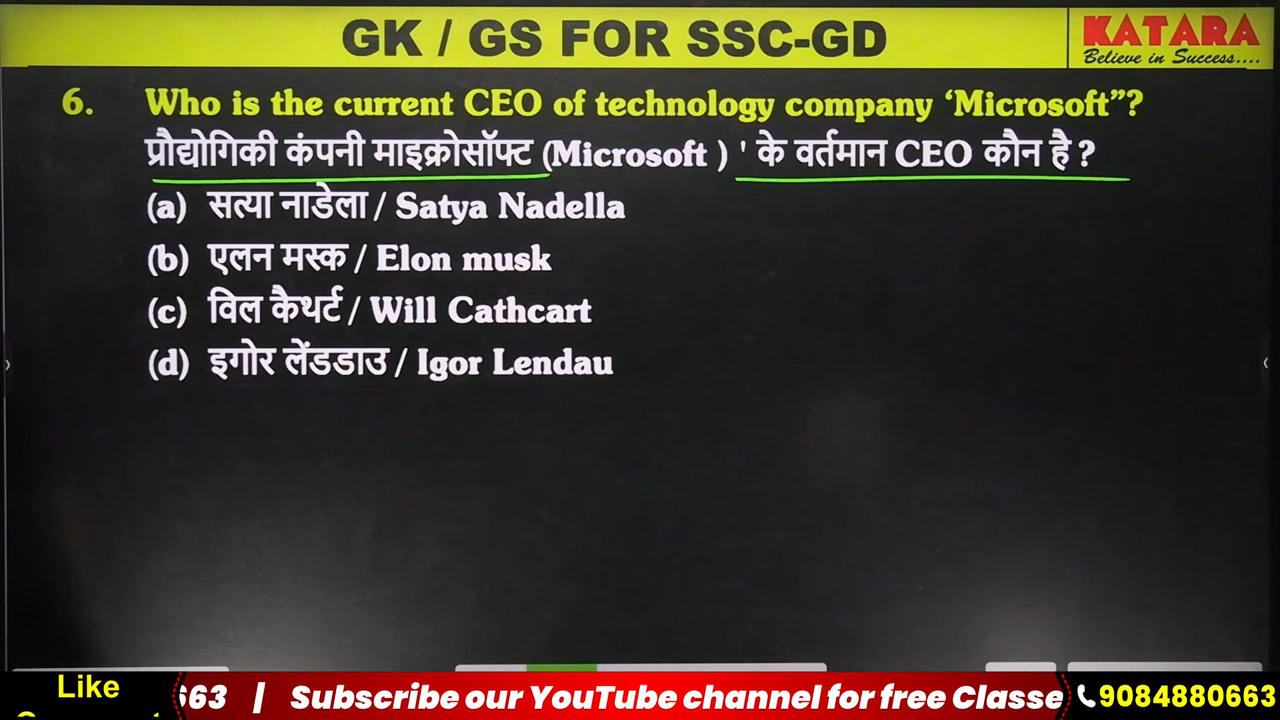 GK / GS FOR SSC-GD
KATARA
Believe in Success....
6. Who is the current CEO of technology company ‘Microsoft”?
प्रौद्योगिकी कंपनी माइक्रोसॉफ्ट (Microsoft ) ' के वर्तमान CEO कौन है ?
(a) सत्या नाडेला / Satya Nadella
(b) एलन मस्क / Elon musk
(c) विल कैथर्ट / Will Cathcart
(d) इगोर लेंडडाउ / Igor Lendau
Like
663 | Subscribe our YouTube channel for free Classe
9084880663